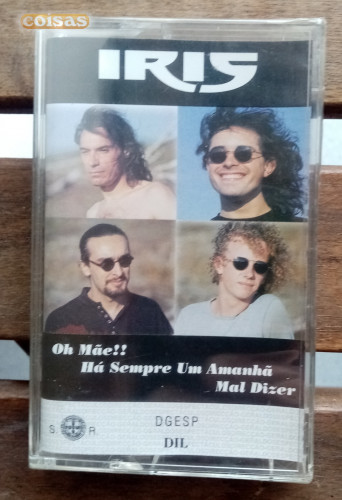 coisas
IRIS
Oh Mãe!!
Há Sempre Um Amanhã
Mal Dizer
S. R.
DGESP
DIL